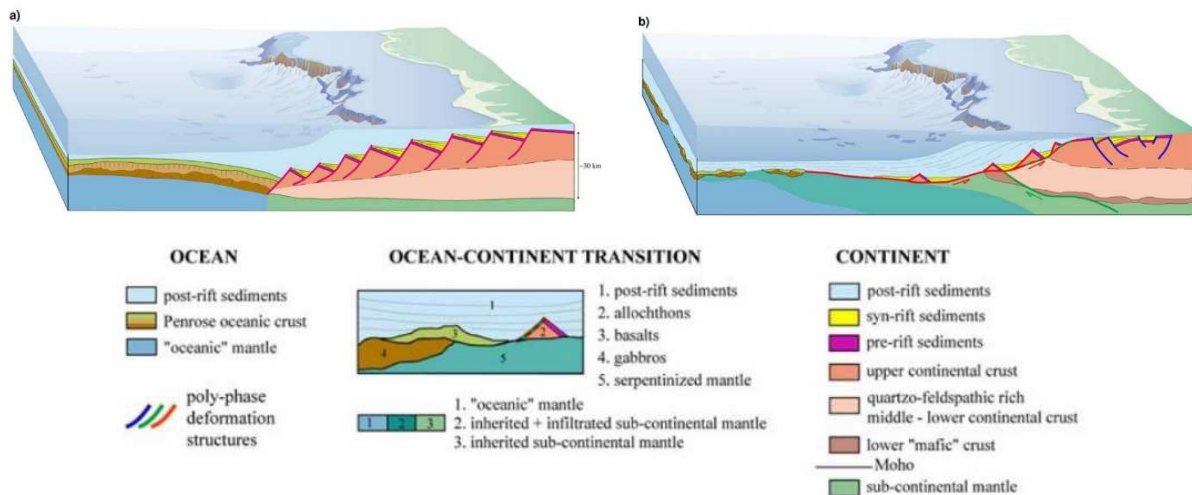 a)
b)
~30 km
OCEAN
post-rift sediments
Penrose oceanic crust
"oceanic" mantle
poly-phase
deformation
structures
OCEAN-CONTINENT TRANSITION
1
2
3
4
5
1. post-rift sediments
2. allochthons
3. basalts
4. gabbros
5. serpentinized mantle
1 2 3
1. "oceanic" mantle
2. inherited + infiltrated sub-continental mantle
3. inherited sub-continental mantle
CONTINENT
post-rift sediments
syn-rift sediments
pre-rift sediments
upper continental crust
quartzo-feldspathic rich
middle - lower continental crust
lower "mafic" crust
Moho
sub-continental mantle